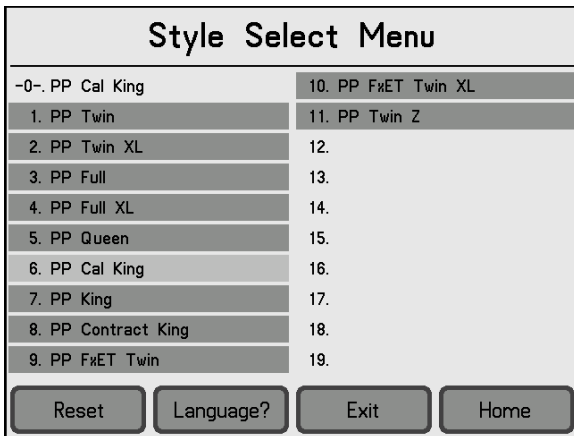 Style Select Menu
-0-. PP Cal King
1. PP Twin
2. PP Twin XL
3. PP Full
4. PP Full XL
5. PP Queen
6. PP Cal King
7. PP King
8. PP Contract King
9. PP FxET Twin
10. PP FxET Twin XL
11. PP Twin Z
12.
13.
14.
15.
16.
17.
18.
19.
Reset
Language?
Exit
Home